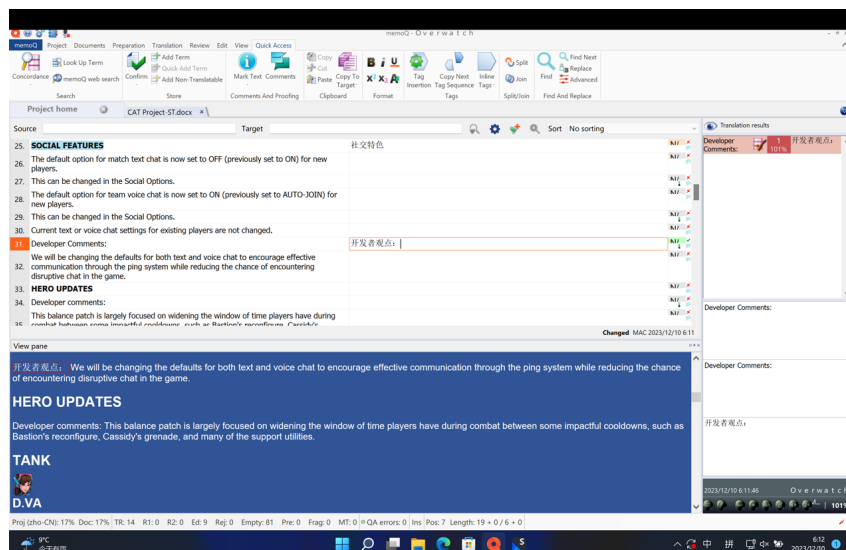 memoQ - O v e r w a t c h
memoQ Project Documents Preparation Translation Review Edit View Quick Access
Concordance
Look Up Term
memoQ web search
Search
Confirm
Add Term
Quick Add Term
Add Non-Translatable
Store
Mark Text Comments
Comments And Proofing
Copy
Cut
Paste
Copy To Target
Clipboard
B i U
X² X₂
Format
Tag Insertion
Copy Next Tag Sequence
Inline Tags
Tags
Split
Join
Split/Join
Find
Find Next
Replace
Advanced
Find And Replace
Project home
CAT Project-ST.docx
Source Target Sort No sorting
25. SOCIAL FEATURES 社交特色
26. The default option for match text chat is now set to OFF (previously set to ON) for new
players.
27. This can be changed in the Social Options.
28. The default option for team voice chat is now set to ON (previously set to AUTO-JOIN) for
new players.
29. This can be changed in the Social Options.
30. Current text or voice chat settings for existing players are not changed.
31. Developer Comments: 开发者观点：
32. We will be changing the defaults for both text and voice chat to encourage effective
communication through the ping system while reducing the chance of encountering
disruptive chat in the game.
33. HERO UPDATES
34. Developer comments:
35 This balance patch is largely focused on widening the window of time players have during
combat between some impactful cooldowns, such as Bastion's reconfigure, Cassidy's
Changed MAC 2023/12/10 6:11
Translation results
Developer Comments: 1 101% 开发者观点：
Developer Comments:
Developer Comments:
开发者观点：
2023/12/10 6:11:46 O v e r w a t c h
101%
View pane
开发者观点： We will be changing the defaults for both text and voice chat to encourage effective communication through the ping system while reducing the chance
of encountering disruptive chat in the game.
HERO UPDATES
Developer comments: This balance patch is largely focused on widening the window of time players have during combat between some impactful cooldowns, such as
Bastion's reconfigure, Cassidy's grenade, and many of the support utilities.
TANK
D.VA
Proj (zho-CN): 17% Doc: 17% TR: 14 R1: 0 R2: 0 Ed: 9 Rej: 0 Empty: 81 Pre: 0 Frag: 0 MT: 0 QA errors: 0 Ins Pos: 7 Length: 19 + 0 / 6 + 0
9°C
今天有雨
中 拼
6:12
2023/12/10